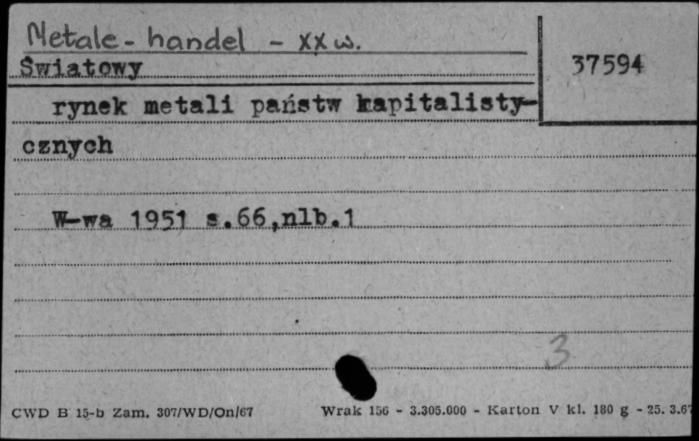 Metale - handel - XX w.
Światowy
37594
rynek metali państw kapitalisty-
cznych
W-wa 1951 s.66,nlb.1
3
CWD B 15-b Zam. 307/WD/On/67 Wrak 156 - 3.305.000 - Karton V kl. 180 g - 25. 3.67